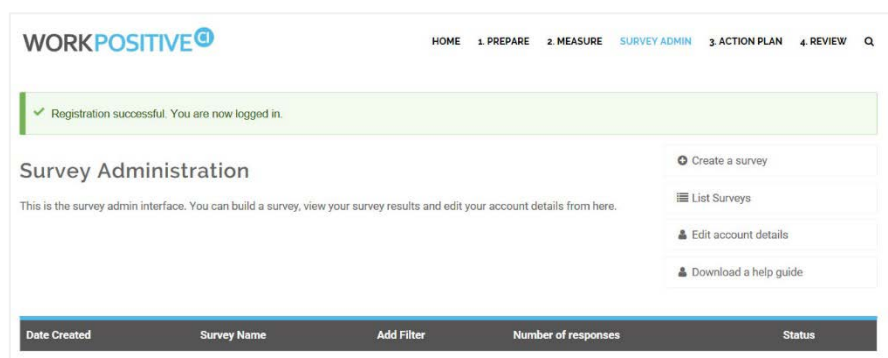 WORKPOSITIVE CI
HOME 1. PREPARE 2. MEASURE SURVEY ADMIN 3. ACTION PLAN 4. REVIEW
Registration successful. You are now logged in.
Survey Administration
This is the survey admin interface. You can build a survey, view your survey results and edit your account details from here.
Create a survey
List Surveys
Edit account details
Download a help guide
Date Created Survey Name Add Filter Number of responses Status